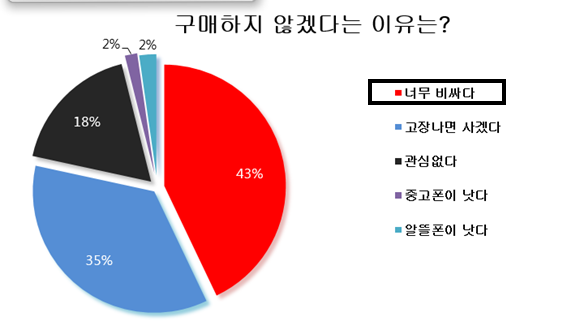 구매하지 않겠다는 이유는?
2%
2%
18%
43%
35%
너무 비싸다
고장나면 사겠다
관심없다
중고폰이 낫다
알뜰폰이 낫다